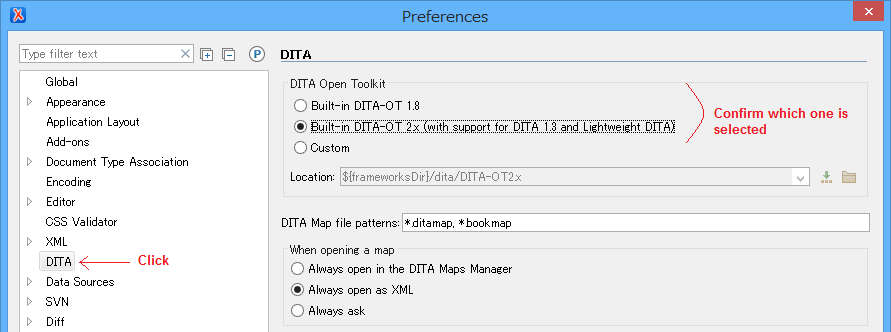 Preferences
Type filter text
P
DITA
Global
Appearance
Application Layout
Add-ons
Document Type Association
Encoding
Editor
CSS Validator
XML
DITA
Click
Data Sources
SVN
Diff
DITA Open Toolkit
Built-in DITA-OT 1.8
Built-in DITA-OT 2.x (with support for DITA 1.3 and Lightweight DITA)
Custom
Confirm which one is
selected
Location: ${frameworksDir}/dita/DITA-OT2.x
DITA Map file patterns: *.ditamap, *.bookmap
When opening a map
Always open in the DITA Maps Manager
Always open as XML
Always ask